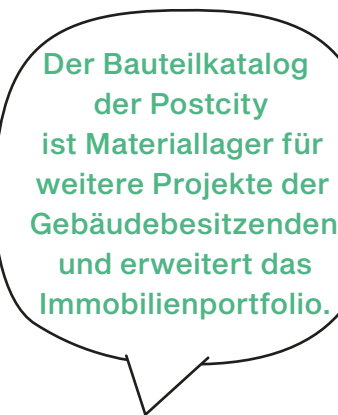 Der Bauteilkatalog
der Postcity
ist Materiallager für
weitere Projekte der
Gebäudebesitzenden
und erweitert das
Immobilienportfolio.